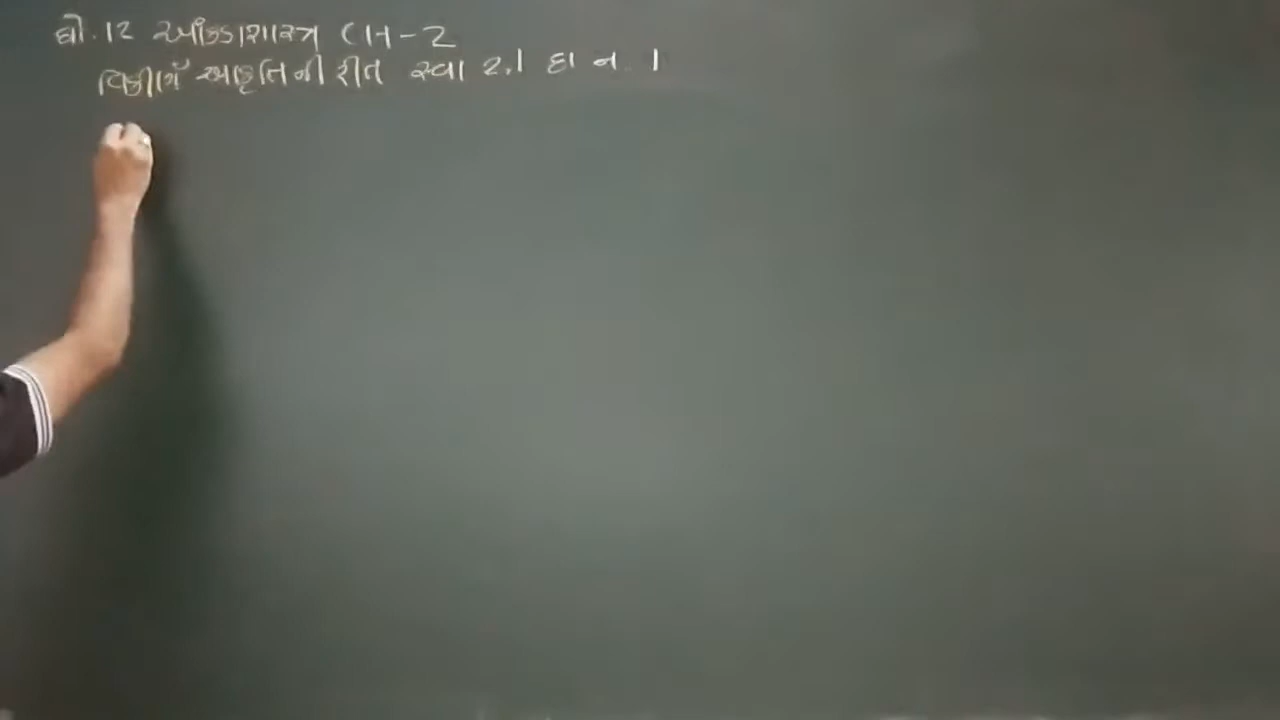 ધો. 12 આંકડાશાસ્ત્ર CH-2
વિકીર્ણ આકૃતિની રીત સ્વા 2.1 દા ન. 1